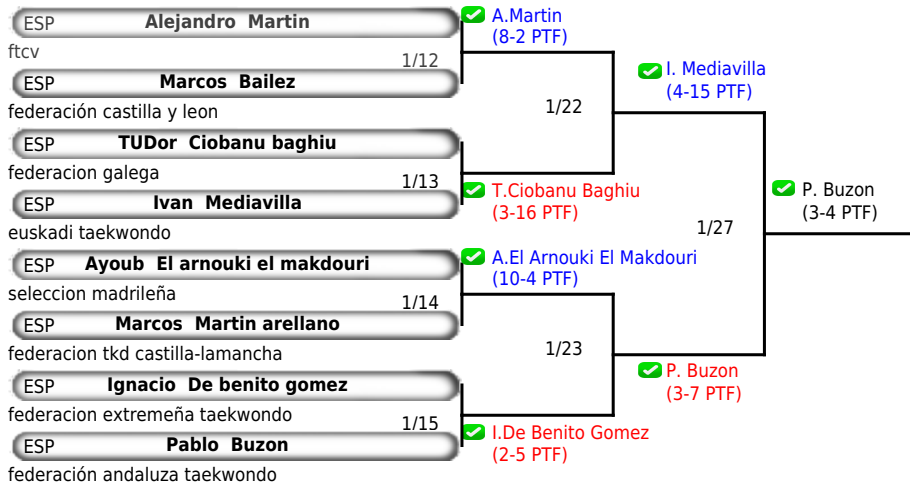 ESP Alejandro Martin
ftcv
1/12
ESP Marcos Bailez
federación castilla y leon
ESP TUDor Ciobanu baghiu
federacion galega
1/13
ESP Ivan Mediavilla
euskadi taekwondo
ESP Ayoub El arnouki el makdouri
seleccion madrileña
1/14
ESP Marcos Martin arellano
federacion tkd castilla-lamancha
ESP Ignacio De benito gomez
federacion extremeña taekwondo
1/15
ESP Pablo Buzon
federación andaluza taekwondo
A.Martin
(8-2 PTF)
1/22
T.Ciobanu Baghiu
(3-16 PTF)
A.El Arnouki El Makdouri
(10-4 PTF)
1/23
I.De Benito Gomez
(2-5 PTF)
I. Mediavilla
(4-15 PTF)
1/27
P. Buzon
(3-7 PTF)
P. Buzon
(3-4 PTF)